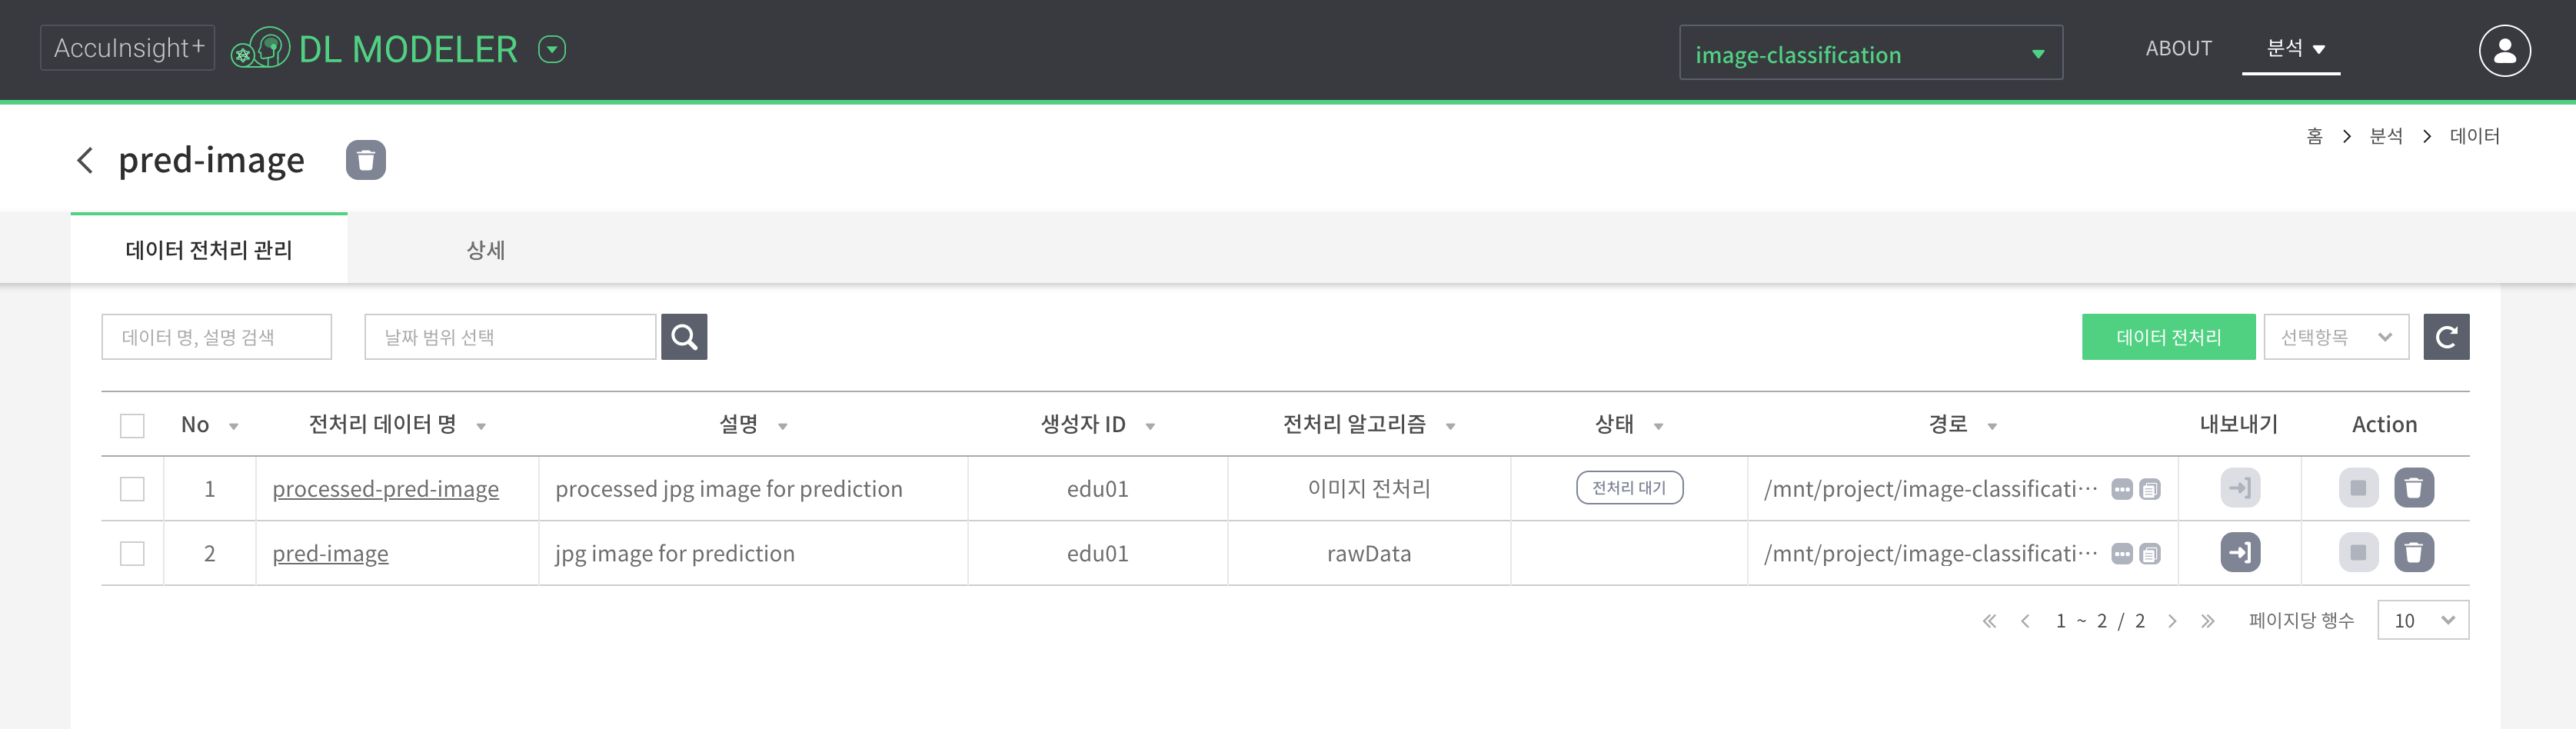 AccuInsight+ DL MODELER image-classification ABOUT 분석
홈 > 분석 > 데이터
pred-image
데이터 전처리 관리 상세
데이터 명, 설명 검색 날짜 범위 선택 데이터 전처리 선택항목
No 전처리 데이터 명 설명 생성자 ID 전처리 알고리즘 상태 경로 내보내기 Action
1 processed-pred-image processed jpg image for prediction edu01 이미지 전처리 전처리 대기 /mnt/project/image-classificati···
2 pred-image jpg image for prediction edu01 rawData /mnt/project/image-classificati···
1 ~ 2 / 2 페이지당 행수 10